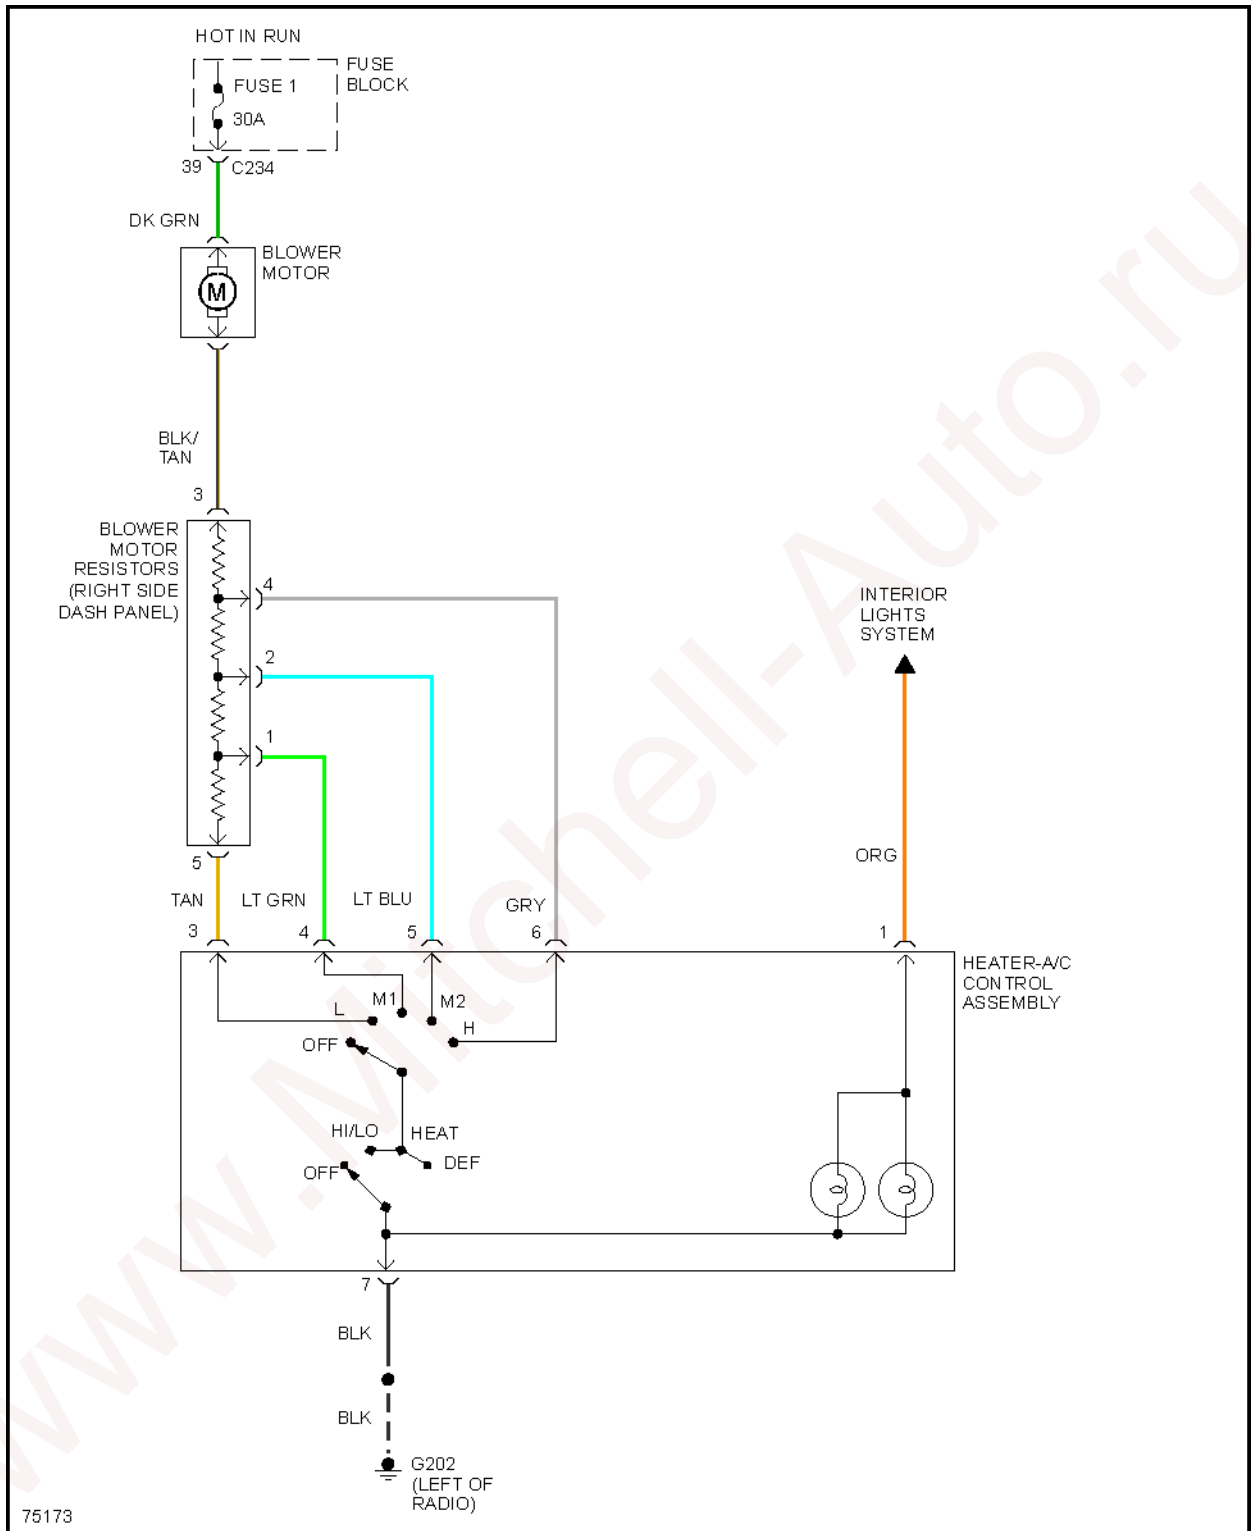 HOT IN RUN
FUSE
BLOCK
FUSE 1
30A
39
C234
DK GRN
BLOWER
MOTOR
M
BLK/
TAN
3
BLOWER
MOTOR
RESISTORS
(RIGHT SIDE
DASH PANEL)
4
2
1
5
INTERIOR
LIGHTS
SYSTEM
ORG
TAN
LT GRN
LT BLU
GRY
3
4
5
6
1
HEATER-A/C
CONTROL
ASSEMBLY
L
M1
M2
H
OFF
HI/LO
HEAT
OFF
DEF
7
BLK
BLK
G202
(LEFT OF
RADIO)
75173
www.Mitchell-Auto.ru